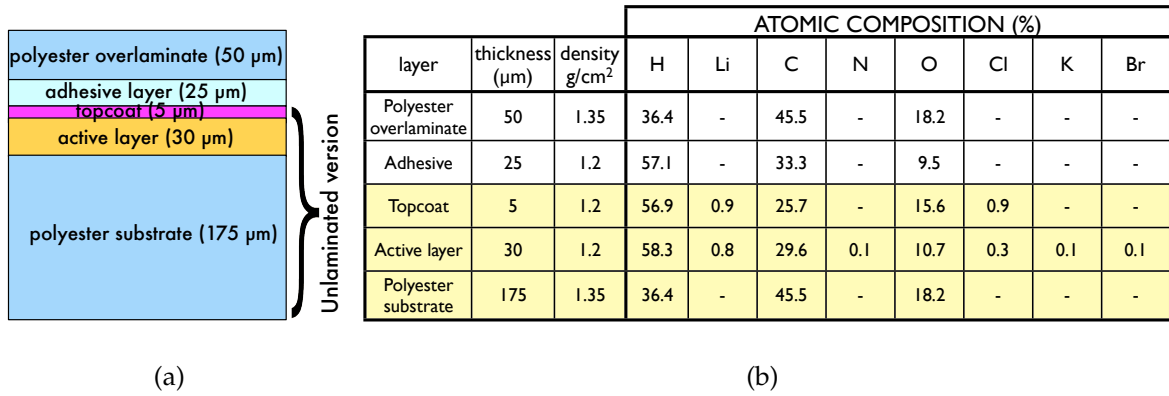 polyester overlaminate (50 µm)
adhesive layer (25 µm)
topcoat (5 µm)
active layer (30 µm)
polyester substrate (175 µm)
Unlaminated version
(a)
ATOMIC COMPOSITION (%)
layer thickness (µm) density g/cm² H Li C N O Cl K Br
Polyester overlaminate 50 1.35 36.4 - 45.5 - 18.2 - - -
Adhesive 25 1.2 57.1 - 33.3 - 9.5 - - -
Topcoat 5 1.2 56.9 0.9 25.7 - 15.6 0.9 - -
Active layer 30 1.2 58.3 0.8 29.6 0.1 10.7 0.3 0.1 0.1
Polyester substrate 175 1.35 36.4 - 45.5 - 18.2 - - -
(b)